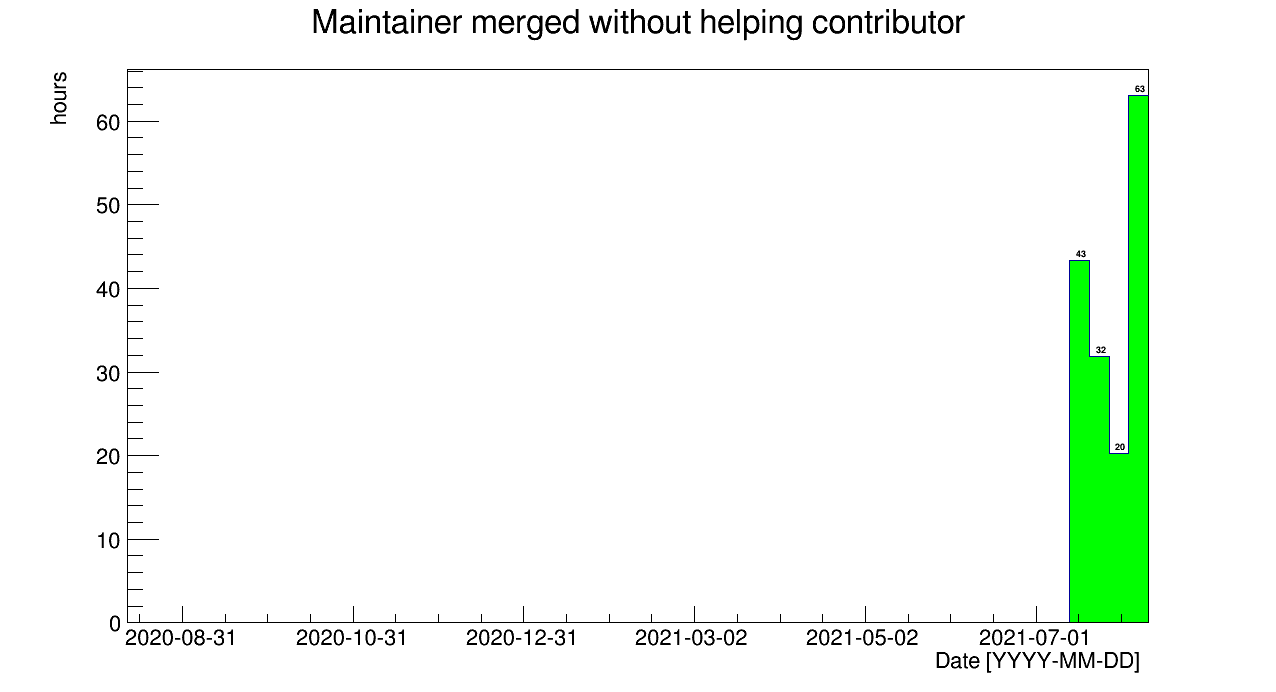 Maintainer merged without helping contributor
hours
60
50
40
30
20
10
0
63
43
32
20
2020-08-31 2020-10-31 2020-12-31 2021-03-02 2021-05-02 2021-07-01
Date [YYYY-MM-DD]